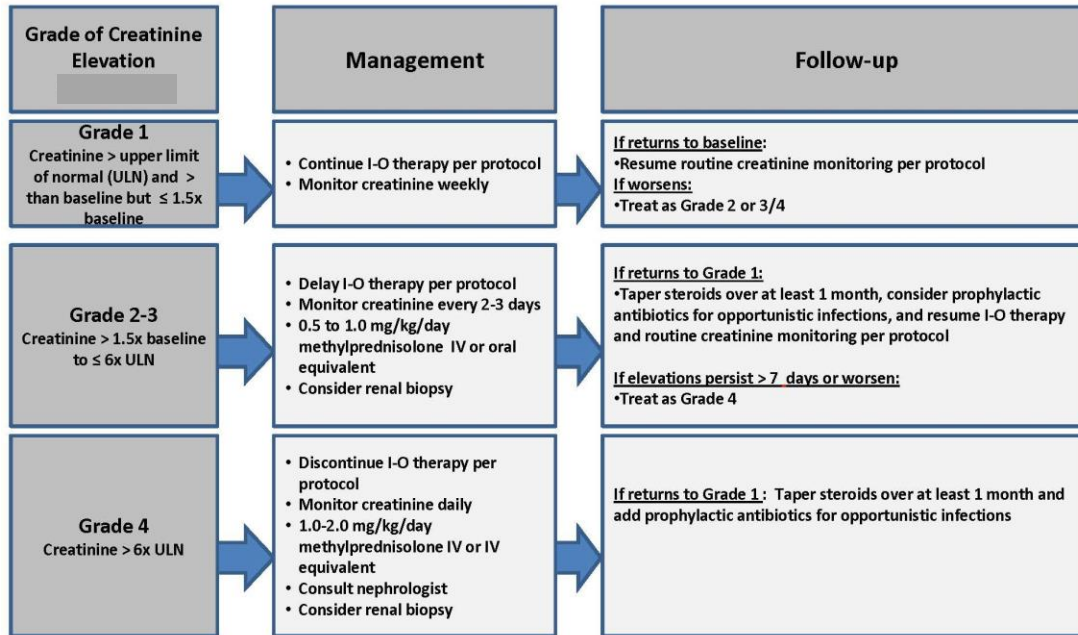 Grade of Creatinine
Elevation
Management
Follow-up
Grade 1
Creatinine > upper limit
of normal (ULN) and >
than baseline but ≤ 1.5x
baseline
• Continue I-O therapy per protocol
• Monitor creatinine weekly
If returns to baseline:
•Resume routine creatinine monitoring per protocol
If worsens:
•Treat as Grade 2 or 3/4
Grade 2-3
Creatinine > 1.5x baseline
to ≤ 6x ULN
• Delay I-O therapy per protocol
• Monitor creatinine every 2-3 days
• 0.5 to 1.0 mg/kg/day
methylprednisolone IV or oral
equivalent
• Consider renal biopsy
If returns to Grade 1:
•Taper steroids over at least 1 month, consider prophylactic
antibiotics for opportunistic infections, and resume I-O therapy
and routine creatinine monitoring per protocol
If elevations persist > 7 days or worsen:
•Treat as Grade 4
Grade 4
Creatinine > 6x ULN
• Discontinue I-O therapy per
protocol
• Monitor creatinine daily
• 1.0-2.0 mg/kg/day
methylprednisolone IV or IV
equivalent
• Consult nephrologist
• Consider renal biopsy
If returns to Grade 1 : Taper steroids over at least 1 month and
add prophylactic antibiotics for opportunistic infections